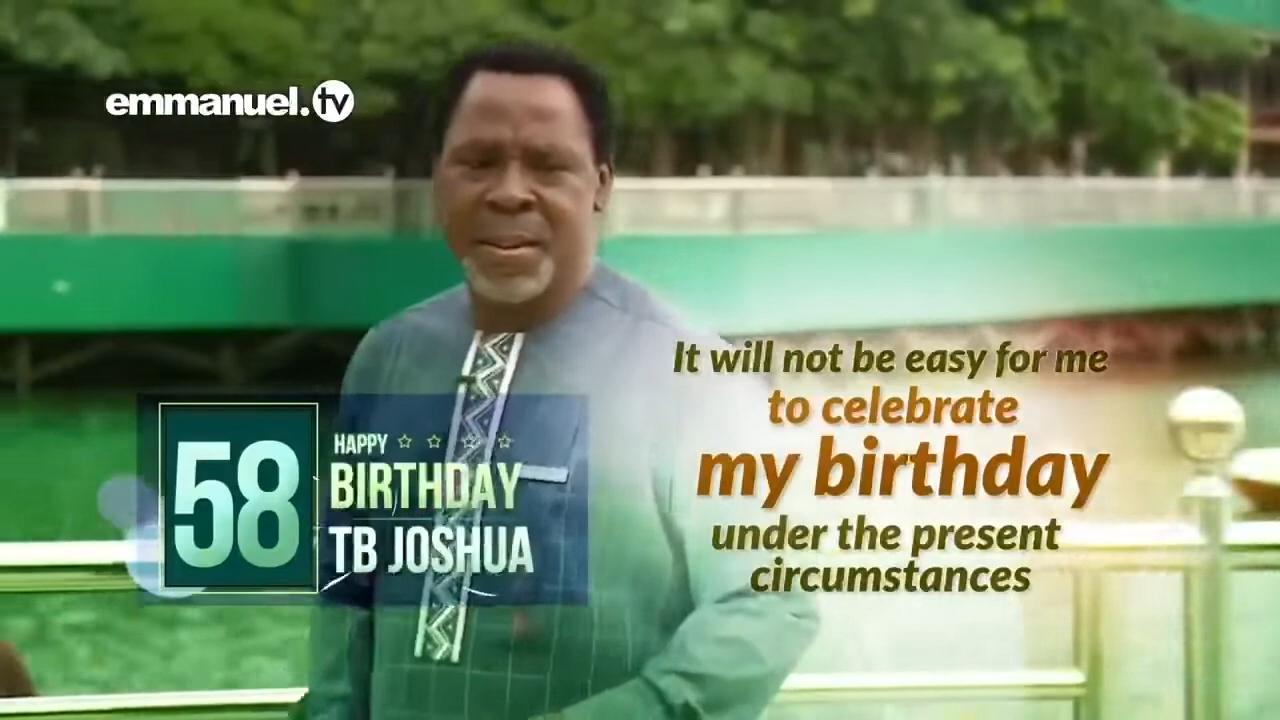 emmanuel.tv
58
HAPPY
BIRTHDAY
TB JOSHUA
It will not be easy for me
to celebrate
my birthday
under the present
circumstances